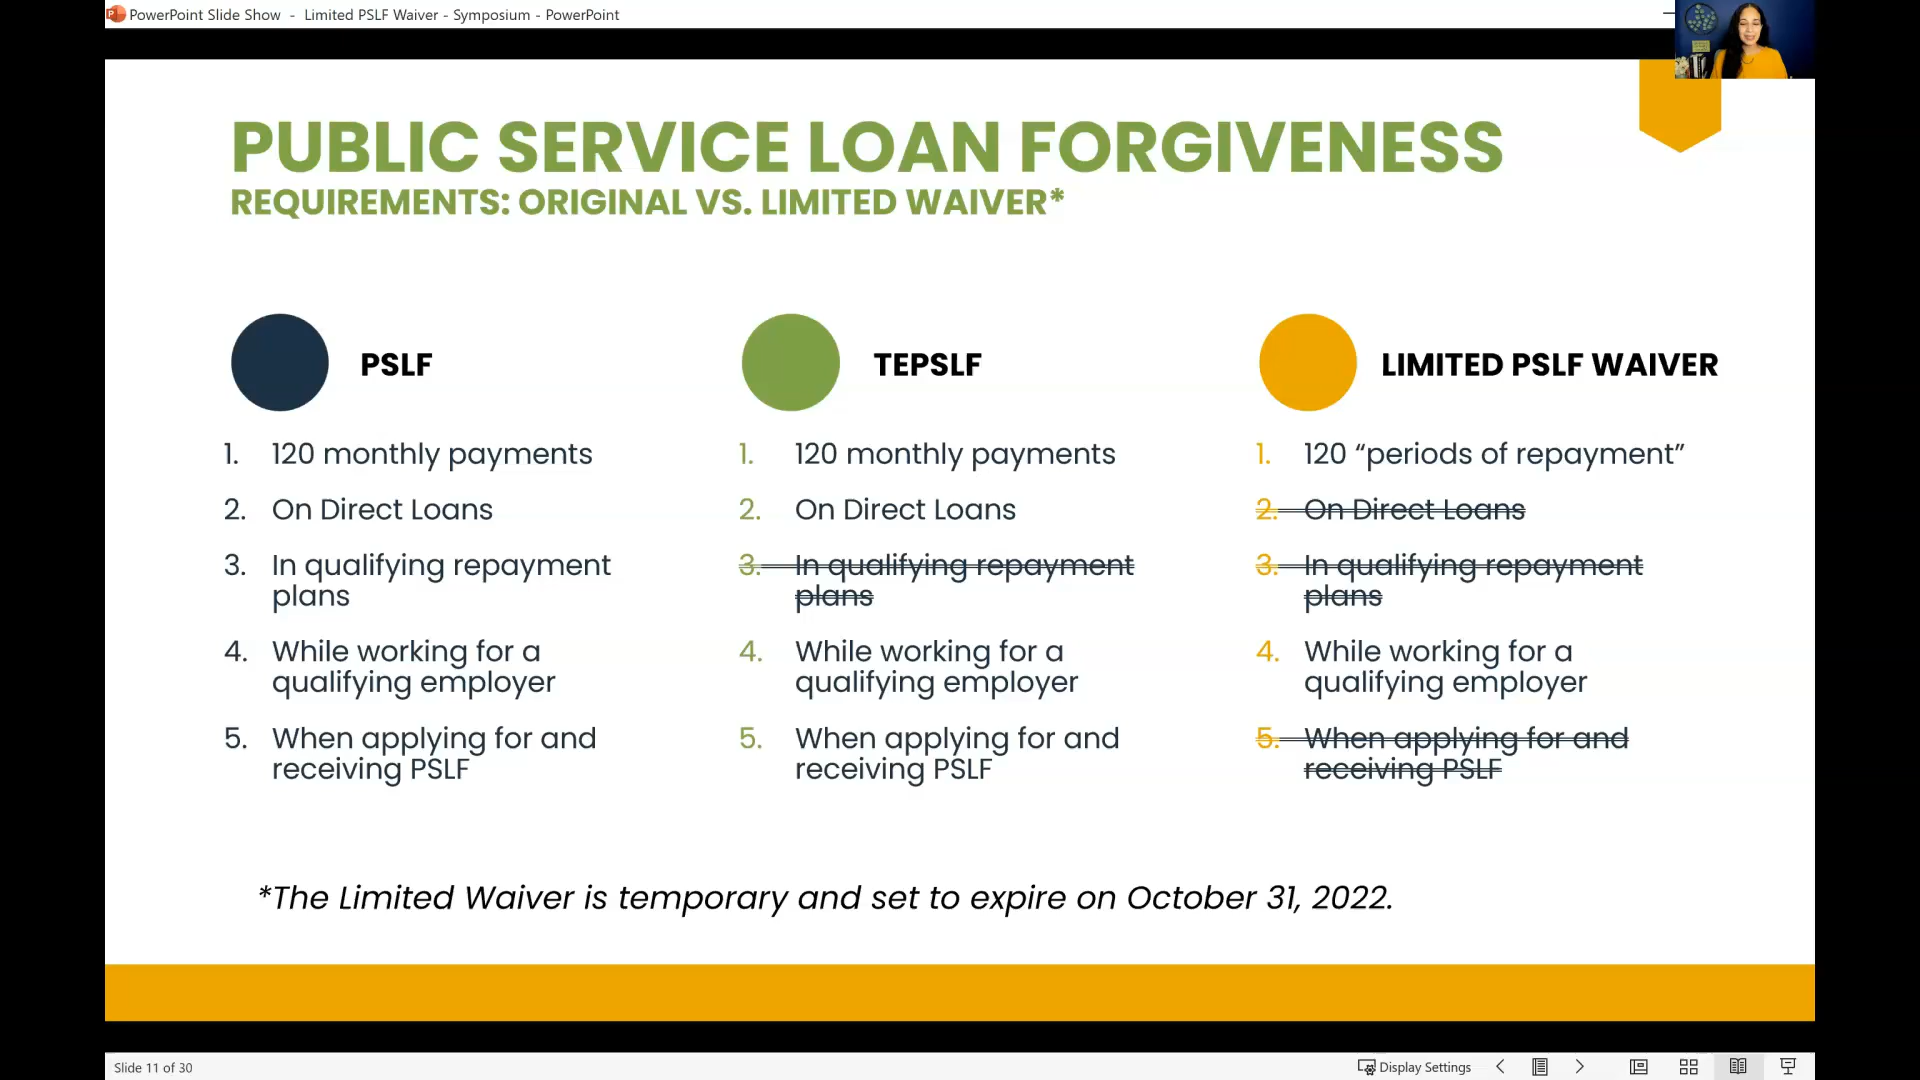 PowerPoint Slide Show - Limited PSLF Waiver - Symposium - PowerPoint
PUBLIC SERVICE LOAN FORGIVENESS
REQUIREMENTS: ORIGINAL VS. LIMITED WAIVER*
PSLF
1. 120 monthly payments
2. On Direct Loans
3. In qualifying repayment
plans
4. While working for a
qualifying employer
5. When applying for and
receiving PSLF
TEPSLF
1. 120 monthly payments
2. On Direct Loans
3. In qualifying repayment
plans
4. While working for a
qualifying employer
5. When applying for and
receiving PSLF
LIMITED PSLF WAIVER
1. 120 “periods of repayment”
2. On Direct Loans
3. In qualifying repayment
plans
4. While working for a
qualifying employer
5. When applying for and
receiving PSLF
*The Limited Waiver is temporary and set to expire on October 31, 2022.
Slide 11 of 30
Display Settings